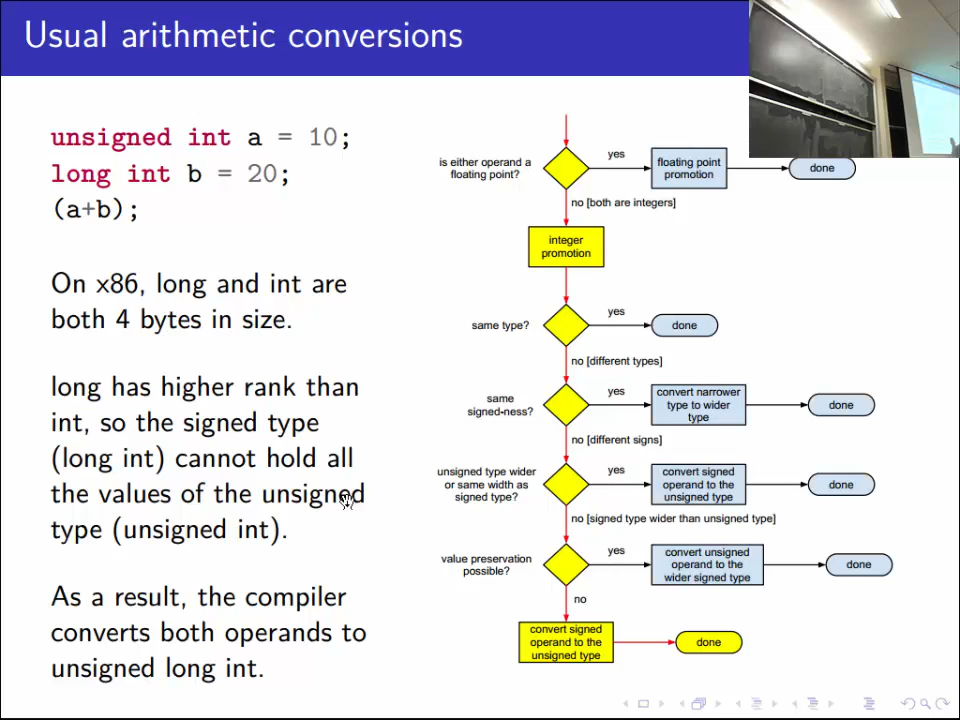 Usual arithmetic conversions
unsigned int a = 10;
long int b = 20;
(a+b);
On x86, long and int are
both 4 bytes in size.
long has higher rank than
int, so the signed type
(long int) cannot hold all
the values of the unsigned
type (unsigned int).
As a result, the compiler
converts both operands to
unsigned long int.
is either operand a
floating point?
yes
floating point
promotion
done
no [both are integers]
integer
promotion
same type?
yes
done
no [different types]
same
signed-ness?
yes
convert narrower
type to wider
type
done
no [different signs]
unsigned type wider
or same width as
signed type?
yes
convert signed
operand to the
unsigned type
done
no [signed type wider than unsigned type]
value preservation
possible?
yes
convert unsigned
operand to the
wider signed type
done
no
convert signed
operand to the
unsigned type
done